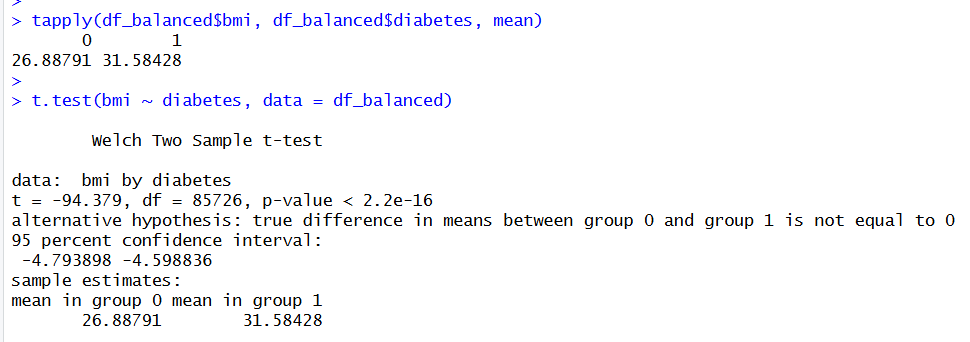 >
> tapply(df_balanced$bmi, df_balanced$diabetes, mean)
       0        1
26.88791 31.58428
>
> t.test(bmi ~ diabetes, data = df_balanced)

        Welch Two Sample t-test

data:  bmi by diabetes
t = -94.379, df = 85726, p-value < 2.2e-16
alternative hypothesis: true difference in means between group 0 and group 1 is not equal to 0
95 percent confidence interval:
 -4.793898 -4.598836
sample estimates:
mean in group 0 mean in group 1
       26.88791        31.58428